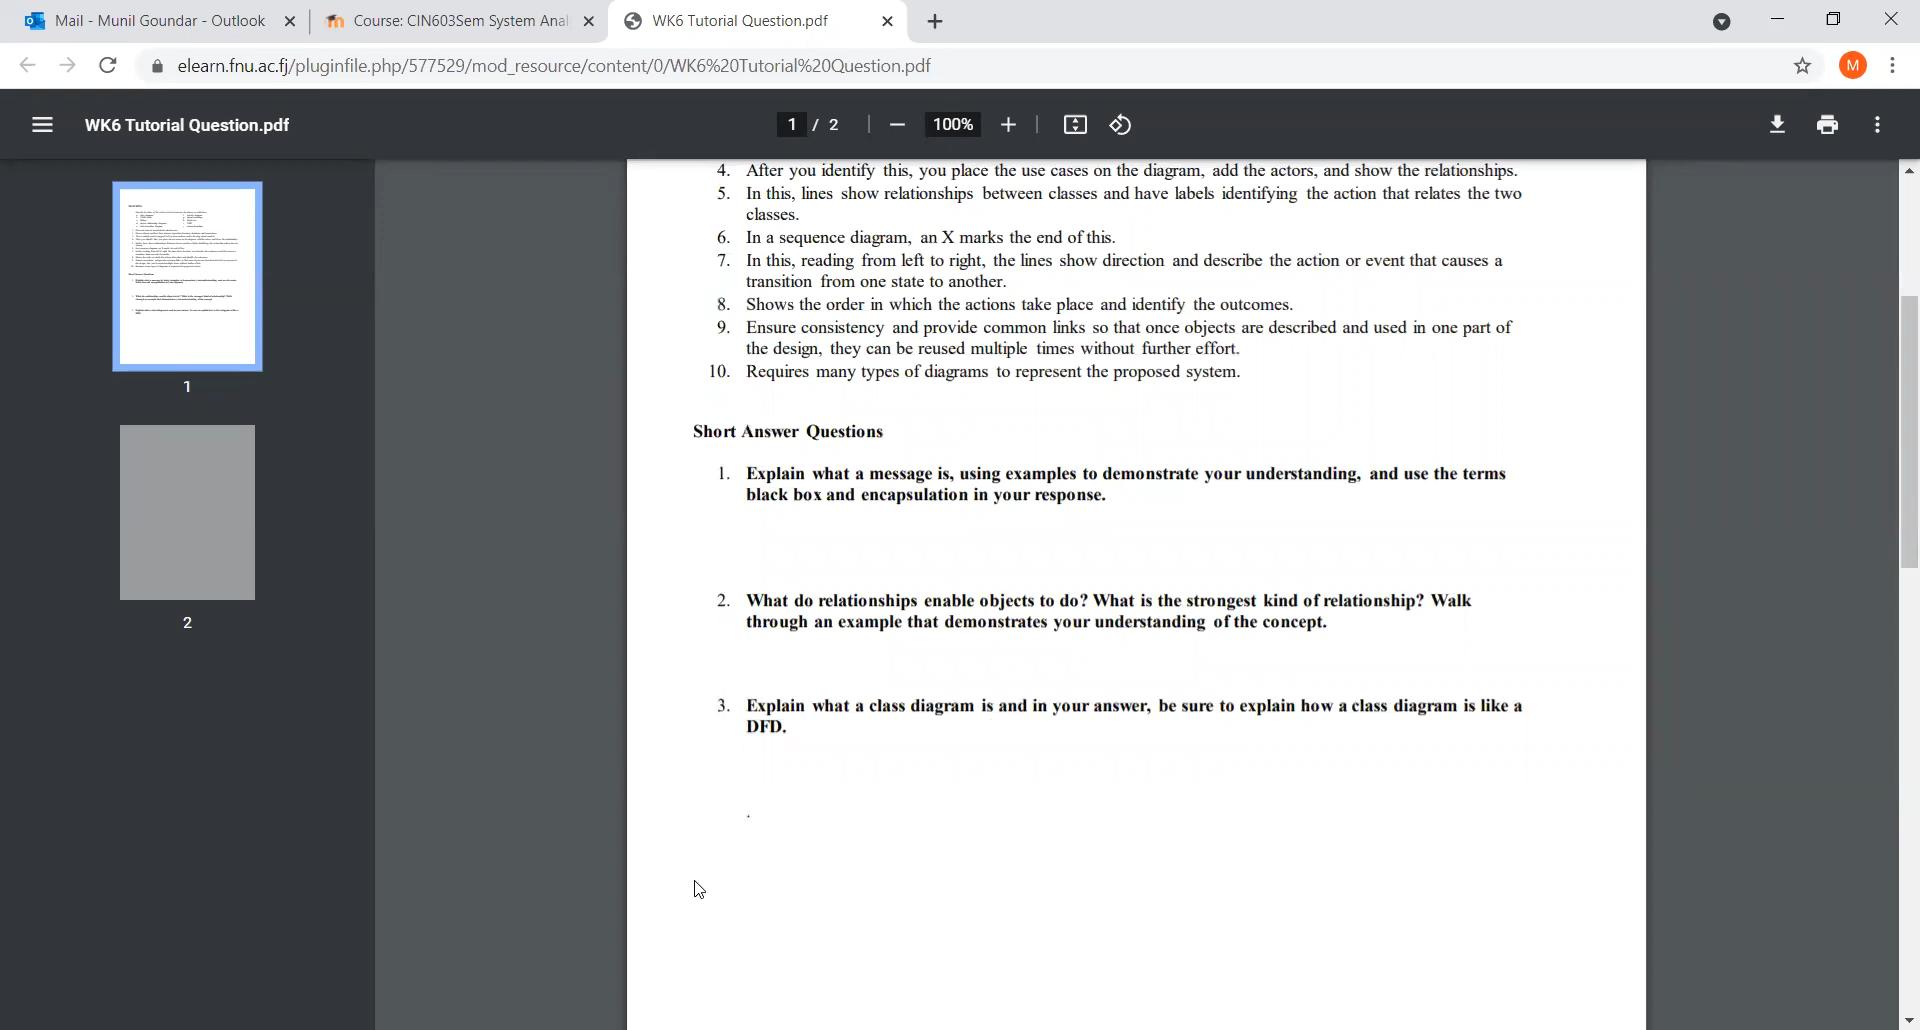 Mail - Munil Goundar - Outlook
Course: CIN603Sem System Anal
WK6 Tutorial Question.pdf
elearn.fnu.ac.fj/pluginfile.php/577529/mod_resource/content/0/WK6%20Tutorial%20Question.pdf
M
WK6 Tutorial Question.pdf
1 / 2
100%
1
2
4. After you identify this, you place the use cases on the diagram, add the actors, and show the relationships.
5. In this, lines show relationships between classes and have labels identifying the action that relates the two
classes.
6. In a sequence diagram, an X marks the end of this.
7. In this, reading from left to right, the lines show direction and describe the action or event that causes a
transition from one state to another.
8. Shows the order in which the actions take place and identify the outcomes.
9. Ensure consistency and provide common links so that once objects are described and used in one part of
the design, they can be reused multiple times without further effort.
10. Requires many types of diagrams to represent the proposed system.
Short Answer Questions
1. Explain what a message is, using examples to demonstrate your understanding, and use the terms
black box and encapsulation in your response.
2. What do relationships enable objects to do? What is the strongest kind of relationship? Walk
through an example that demonstrates your understanding of the concept.
3. Explain what a class diagram is and in your answer, be sure to explain how a class diagram is like a
DFD.